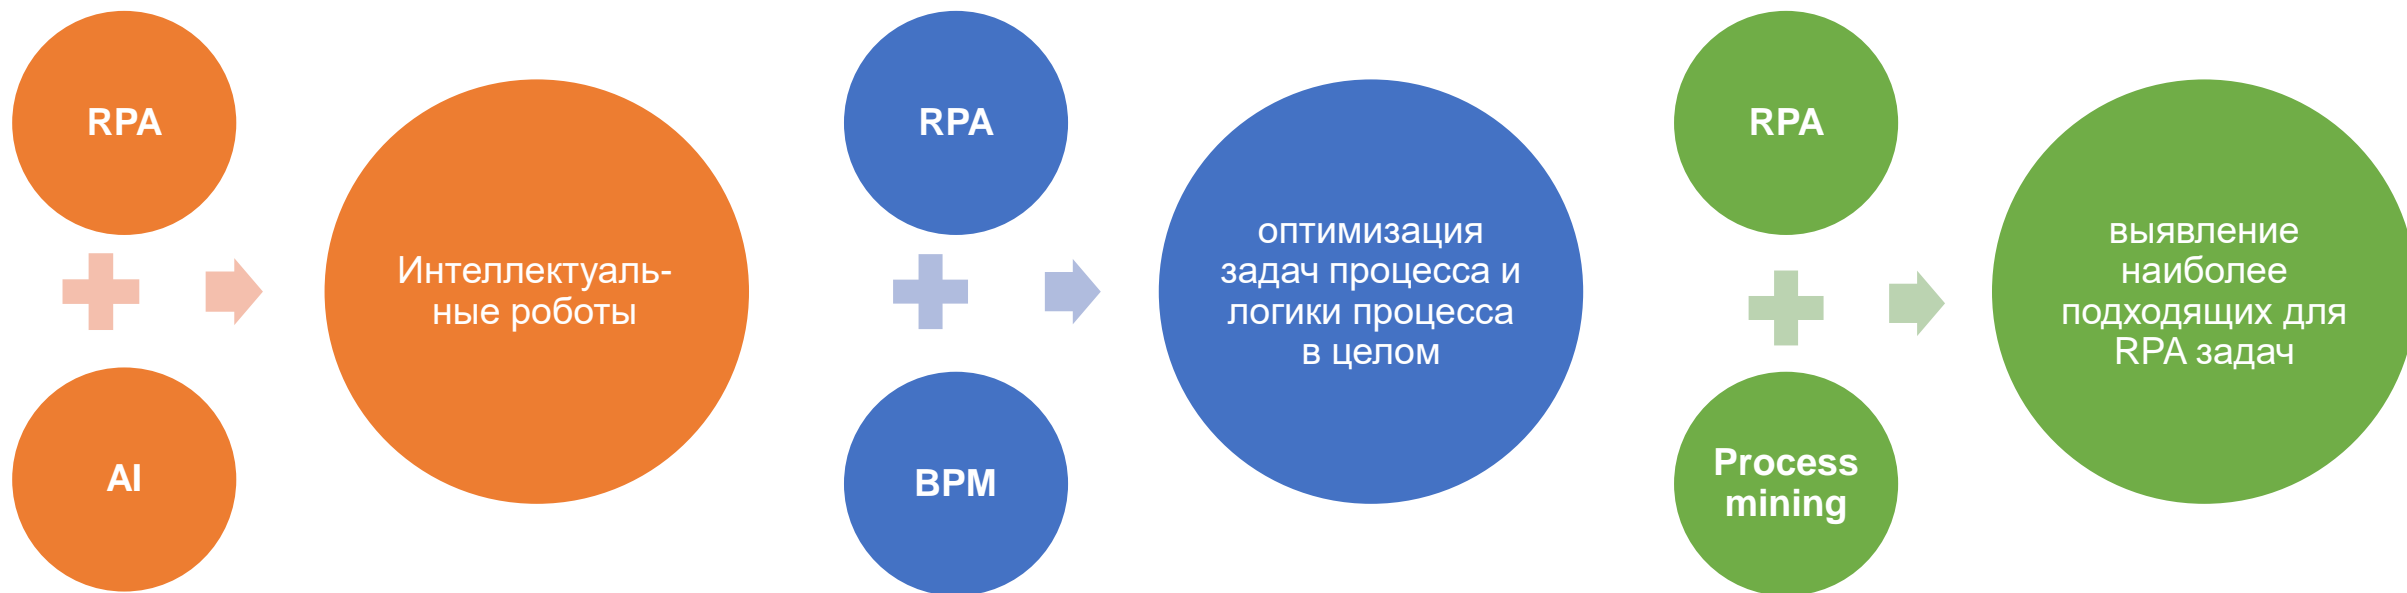 RPA
AI
Интеллектуаль-
ные роботы
RPA
BPM
оптимизация
задач процесса и
логики процесса
в целом
RPA
Process
mining
выявление
наиболее
подходящих для
RPA задач